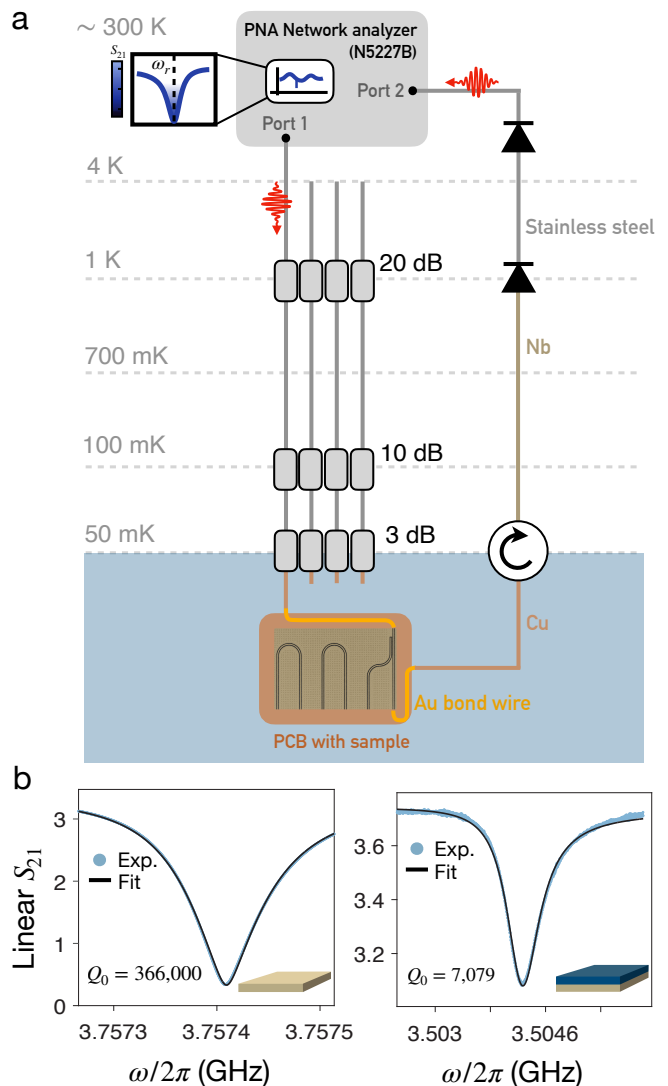 a
~ 300 K
PNA Network analyzer
(N5227B)
S21
ωr
Port 2
Port 1
4 K
Stainless steel
1 K
20 dB
Nb
700 mK
100 mK
10 dB
50 mK
3 dB
Cu
Au bond wire
PCB with sample
b
Linear S21
3
2
1
0
Exp.
Fit
Q0 = 366,000
3.7573
3.7574
3.7575
ω/2π (GHz)
3.6
3.4
3.2
Exp.
Fit
Q0 = 7,079
3.503
3.5046
ω/2π (GHz)